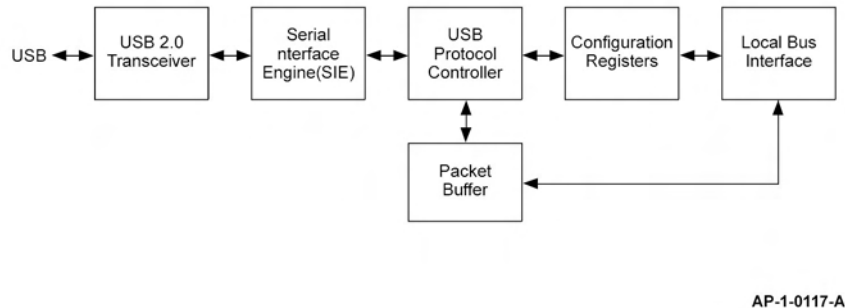 USB
USB 2.0
Transceiver
Serial
nterface
Engine(SIE)
USB
Protocol
Controller
Configuration
Registers
Local Bus
Interface
Packet
Buffer
AP-1-0117-A